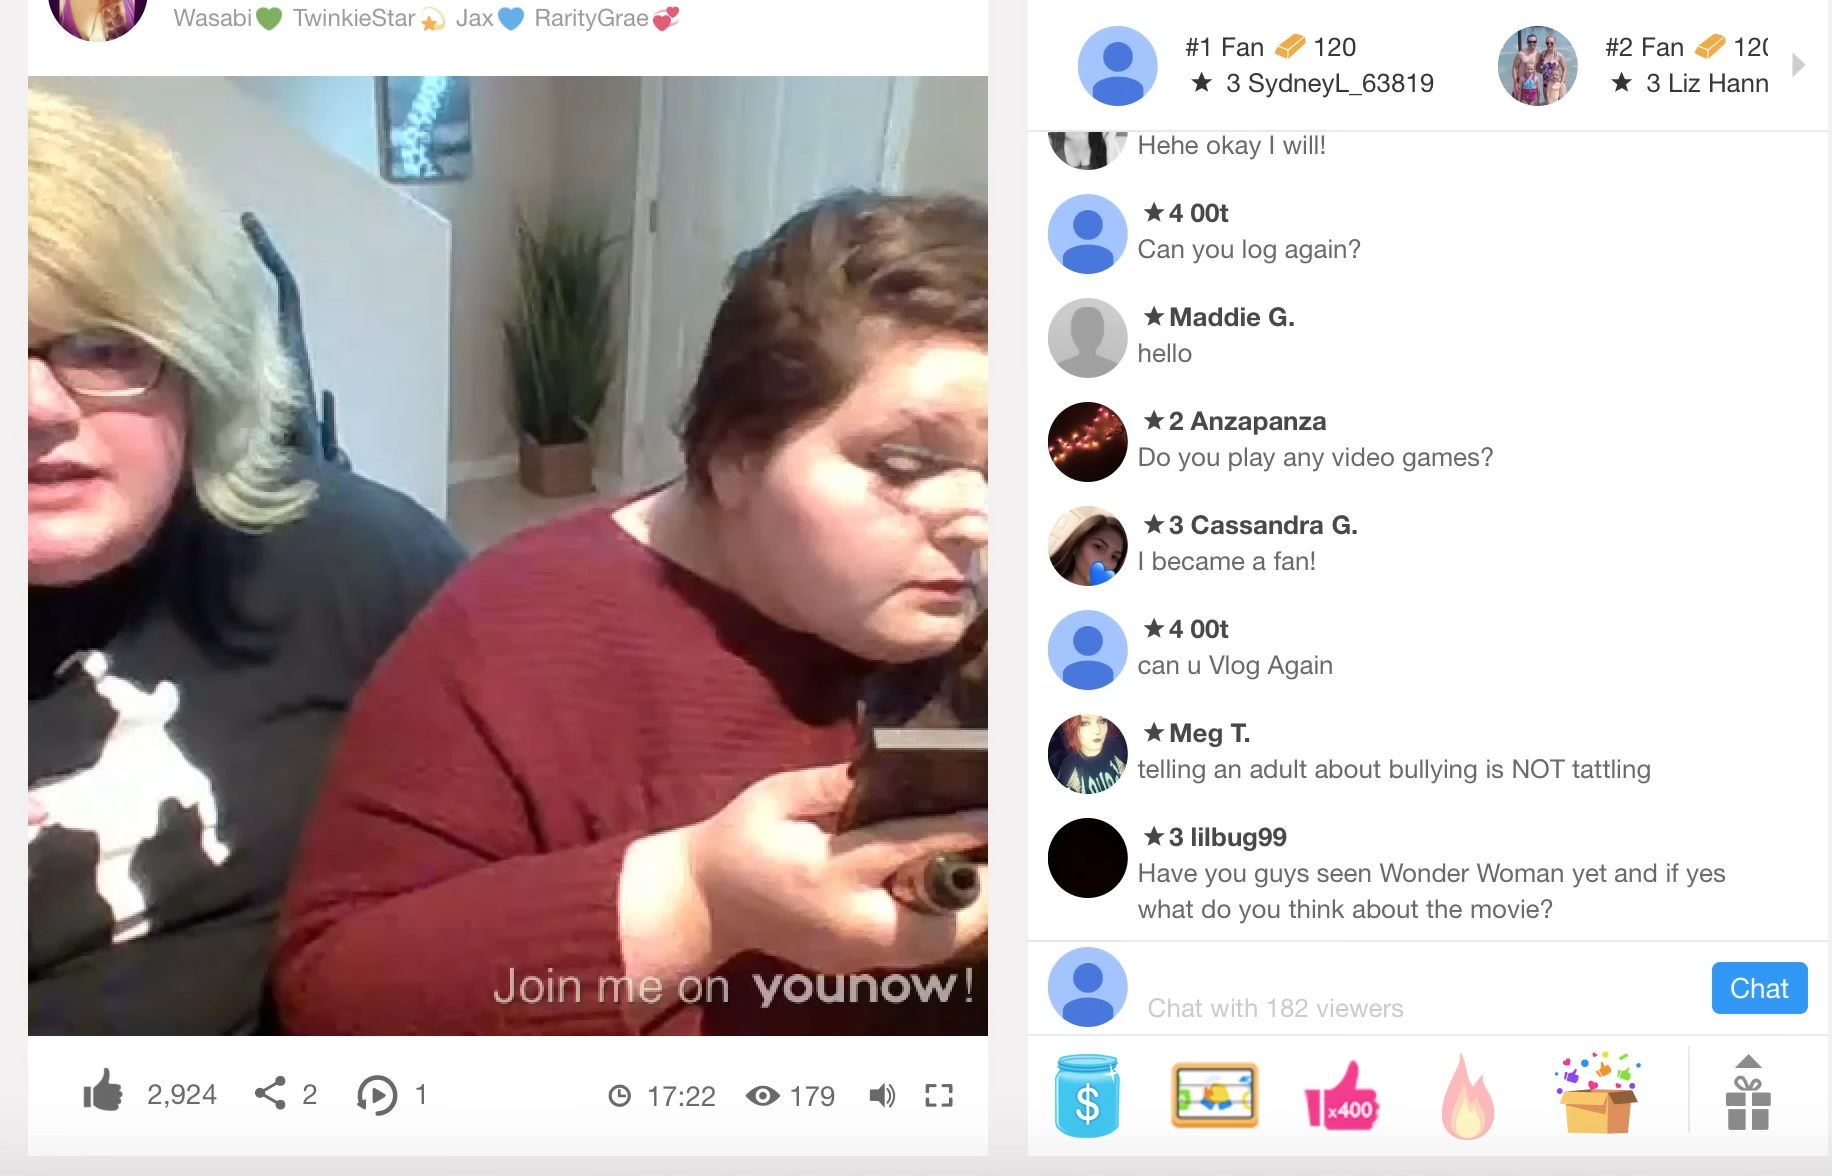 Wasabi💚 TwinkieStar💫 Jax💙 RarityGrae💞
#1 Fan 120
★ 3 SydneyL_63819
#2 Fan 120
★ 3 Liz Hann
Hehe okay I will!
★4 00t
Can you log again?
★Maddie G.
hello
★2 Anzapanza
Do you play any video games?
★3 Cassandra G.
I became a fan!
★4 00t
can u Vlog Again
★Meg T.
telling an adult about bullying is NOT tattling
★3 lilbug99
Have you guys seen Wonder Woman yet and if yes
what do you think about the movie?
Join me on younow!
Chat with 182 viewers
Chat
2,924 2 1 17:22 179
$
x400